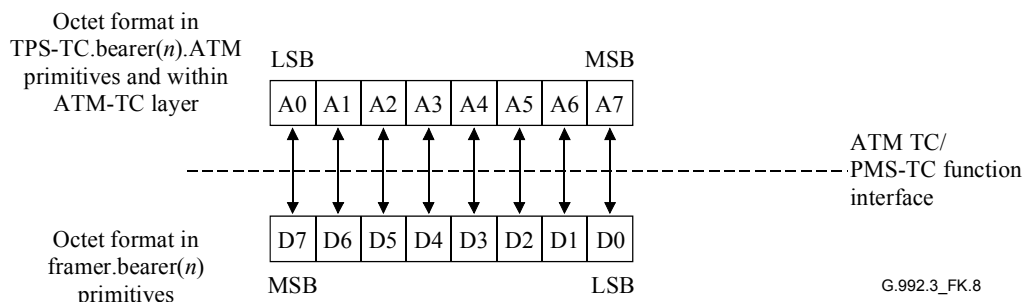 Octet format in
TPS-TC.bearer(n).ATM
primitives and within
ATM-TC layer
LSB MSB
A0 A1 A2 A3 A4 A5 A6 A7
ATM TC/
PMS-TC function
interface
D7 D6 D5 D4 D3 D2 D1 D0
Octet format in
framer.bearer(n)
primitives
MSB LSB
G.992.3_FK.8